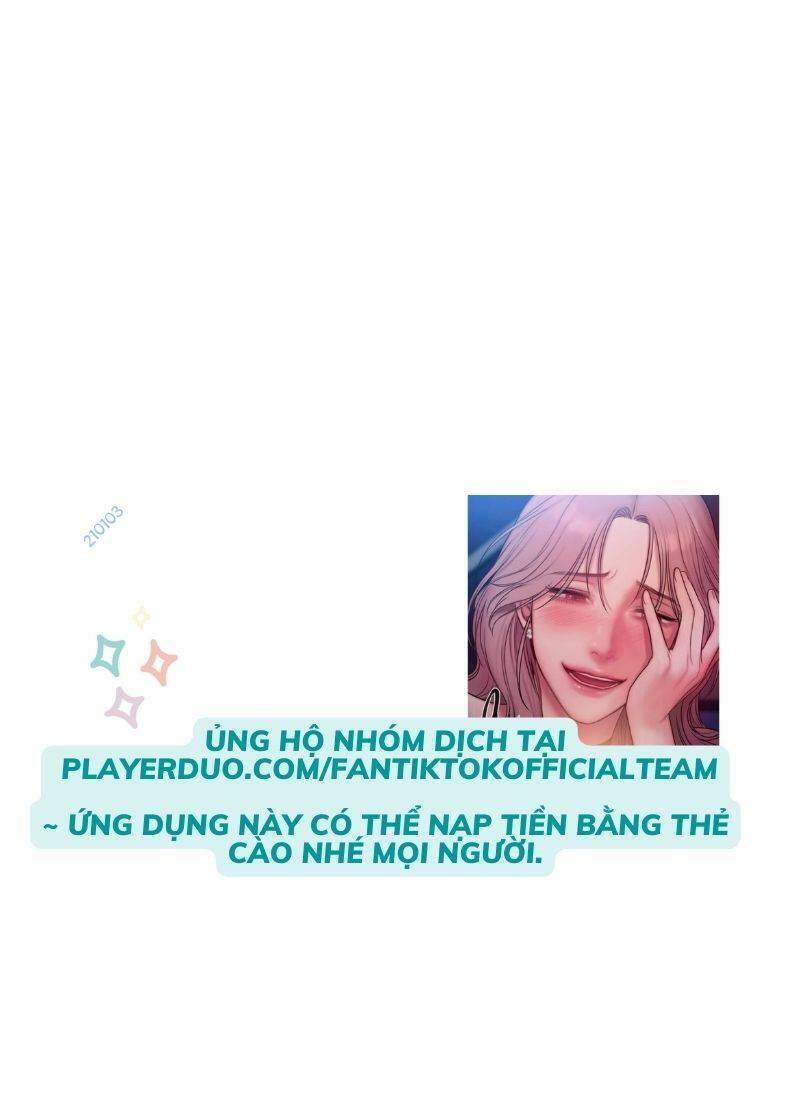 210103
ỦNG HỘ NHÓM DỊCH TẠI
PLAYERDUO.COM/FANTIKTOKOFFICIALTEAM
~ ỨNG DỤNG NÀY CÓ THỂ NẠP TIỀN BẰNG THẺ
CÀO NHÉ MỌI NGƯỜI.